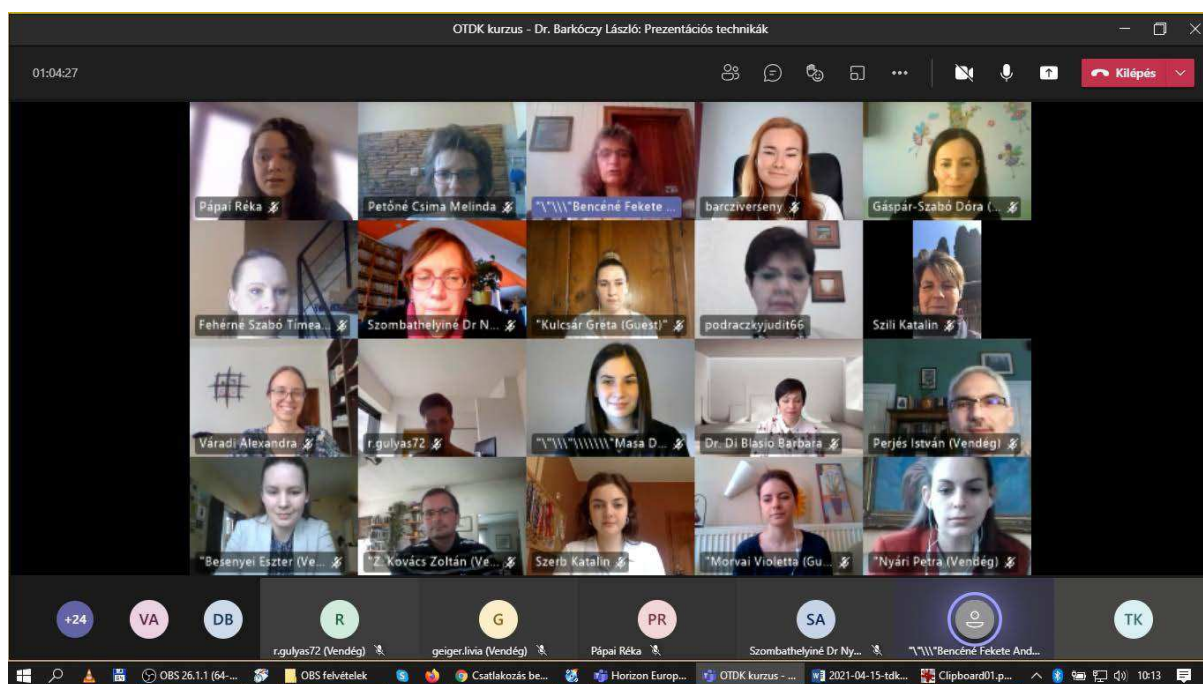 OTDK kurzus - Dr. Barkóczy László: Prezentációs technikák
01:04:27
Kilépés
Pápai Réka
Petőné Csima Melinda
"\"\\\"Bencéné Fekete ...
barcziverseny
Gáspár-Szabó Dóra (...
Fehérné Szabó Tímea...
Szombathelyiné Dr N...
"Kulcsár Gréta (Guest)"
podraczkyjudit66
Szili Katalin
Váradi Alexandra
r.gulyas72
"\"\\\"\\\\\\\"Masa D...
Dr. Di Blasio Barbara
Perjés István (Vendég)
"Besenyei Eszter (Ve...
"Z. Kovács Zoltán (Ve...
Szerb Katalin
"Morvai Violetta (Gu...
"Nyári Petra (Vendég)
+24
VA
DB
R
G
PR
SA
TK
r.gulyas72 (Vendég)
geiger.livia (Vendég)
Pápai Réka
Szombathelyiné Dr Ny...
"\"\\\"Bencéné Fekete And...
OBS 26.1.1 (64-...
OBS felvételek
Csatlakozás be...
Horizon Europ...
OTDK kurzus - ...
2021-04-15-tdk...
Clipboard01.p...
10:13